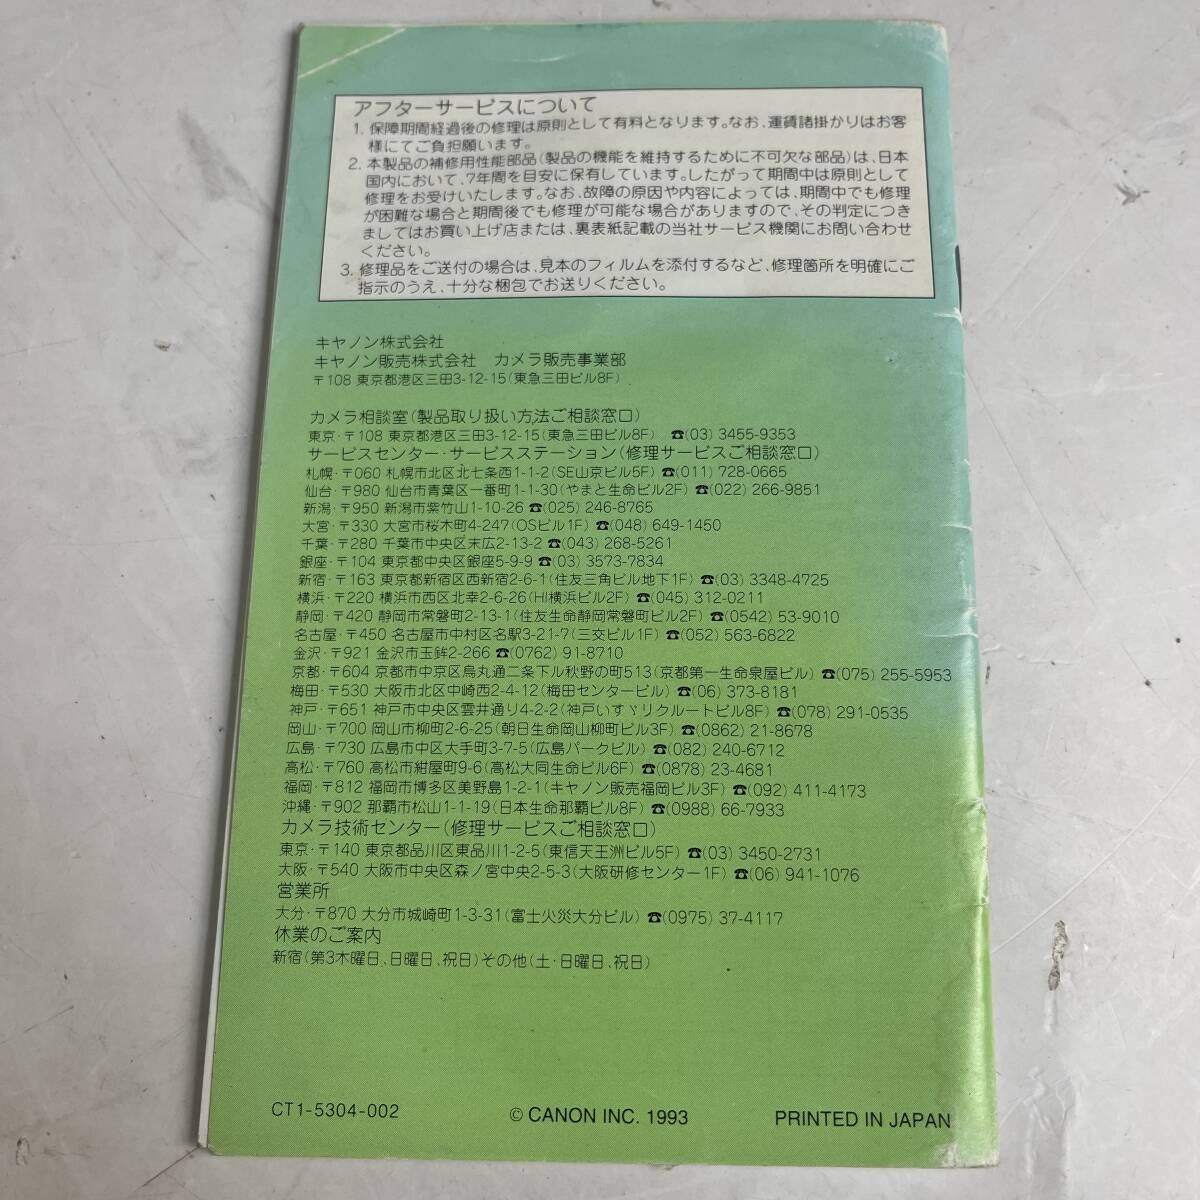 アフターサービスについて
1. 保障期間経過後の修理は原則として有料となります。なお、運賃諸掛かりはお客
様にてご負担願います。
2. 本製品の補修用性能部品(製品の機能を維持するために不可欠な部品)は、日本
国内において、7年間を目安に保有しています。したがって期間中は原則として
修理をお受けいたします。なお、故障の原因や内容によっては、期間中でも修理
が困難な場合と期間後でも修理が可能な場合がありますので、その判定につき
ましてはお買い上げ店または、裏表紙記載の当社サービス機関にお問い合わせ
ください。
3. 修理品をご送付の場合は、見本のフィルムを添付するなど、修理箇所を明確にご
指示のうえ、十分な梱包でお送りください。
キヤノン株式会社
キヤノン販売株式会社 カメラ販売事業部
〒108 東京都港区三田3-12-15(東急三田ビル8F)
カメラ相談室(製品取り扱い方法ご相談窓口)
東京・〒108 東京都港区三田3-12-15(東急三田ビル8F) ☎(03) 3455-9353
サービスセンター・サービスステーション(修理サービスご相談窓口)
札幌・〒060 札幌市北区北七条西1-1-2(SE山京ビル5F) ☎(011) 728-0665
仙台・〒980 仙台市青葉区一番町1-1-30(やまと生命ビル2F) ☎(022) 266-9851
新潟・〒950 新潟市紫竹山1-10-26 ☎(025) 246-8765
大宮・〒330 大宮市桜木町4-247(OSビル1F) ☎(048) 649-1450
千葉・〒280 千葉市中央区末広2-13-2 ☎(043) 268-5261
銀座・〒104 東京都中央区銀座5-9-9 ☎(03) 3573-7834
新宿・〒163 東京都新宿区西新宿2-6-1(住友三角ビル地下1F) ☎(03) 3348-4725
横浜・〒220 横浜市西区北幸2-6-26(HI横浜ビル2F) ☎(045) 312-0211
静岡・〒420 静岡市常磐町2-13-1(住友生命静岡常磐町ビル2F) ☎(0542) 53-9010
名古屋・〒450 名古屋市中村区名駅3-21-7(三交ビル1F) ☎(052) 563-6822
金沢・〒921 金沢市玉鉾2-266 ☎(0762) 91-8710
京都・〒604 京都市中京区烏丸通二条下ル秋野の町513(京都第一生命泉屋ビル) ☎(075) 255-5953
梅田・〒530 大阪市北区中崎西2-4-12(梅田センタービル) ☎(06) 373-8181
神戸・〒651 神戸市中央区雲井通り4-2-2(神戸いすゞリクルートビル8F) ☎(078) 291-0535
岡山・〒700 岡山市柳町2-6-25(朝日生命岡山柳町ビル3F) ☎(0862) 21-8678
広島・〒730 広島市中区大手町3-7-5(広島パークビル) ☎(082) 240-6712
高松・〒760 高松市紺屋町9-6(高松大同生命ビル6F) ☎(0878) 23-4681
福岡・〒812 福岡市博多区美野島1-2-1(キヤノン販売福岡ビル3F) ☎(092) 411-4173
沖縄・〒902 那覇市松山1-1-19(日本生命那覇ビル8F) ☎(0988) 66-7933
カメラ技術センター(修理サービスご相談窓口)
東京・〒140 東京都品川区東品川1-2-5(東信天王洲ビル5F) ☎(03) 3450-2731
大阪・〒540 大阪市中央区森ノ宮中央2-5-3(大阪研修センター1F) ☎(06) 941-1076
営業所
大分・〒870 大分市城崎町1-3-31(富士火災大分ビル) ☎(0975) 37-4117
休業のご案内
新宿(第3木曜日、日曜日、祝日)その他(土・日曜日、祝日)
CT1-5304-002
© CANON INC. 1993
PRINTED IN JAPAN